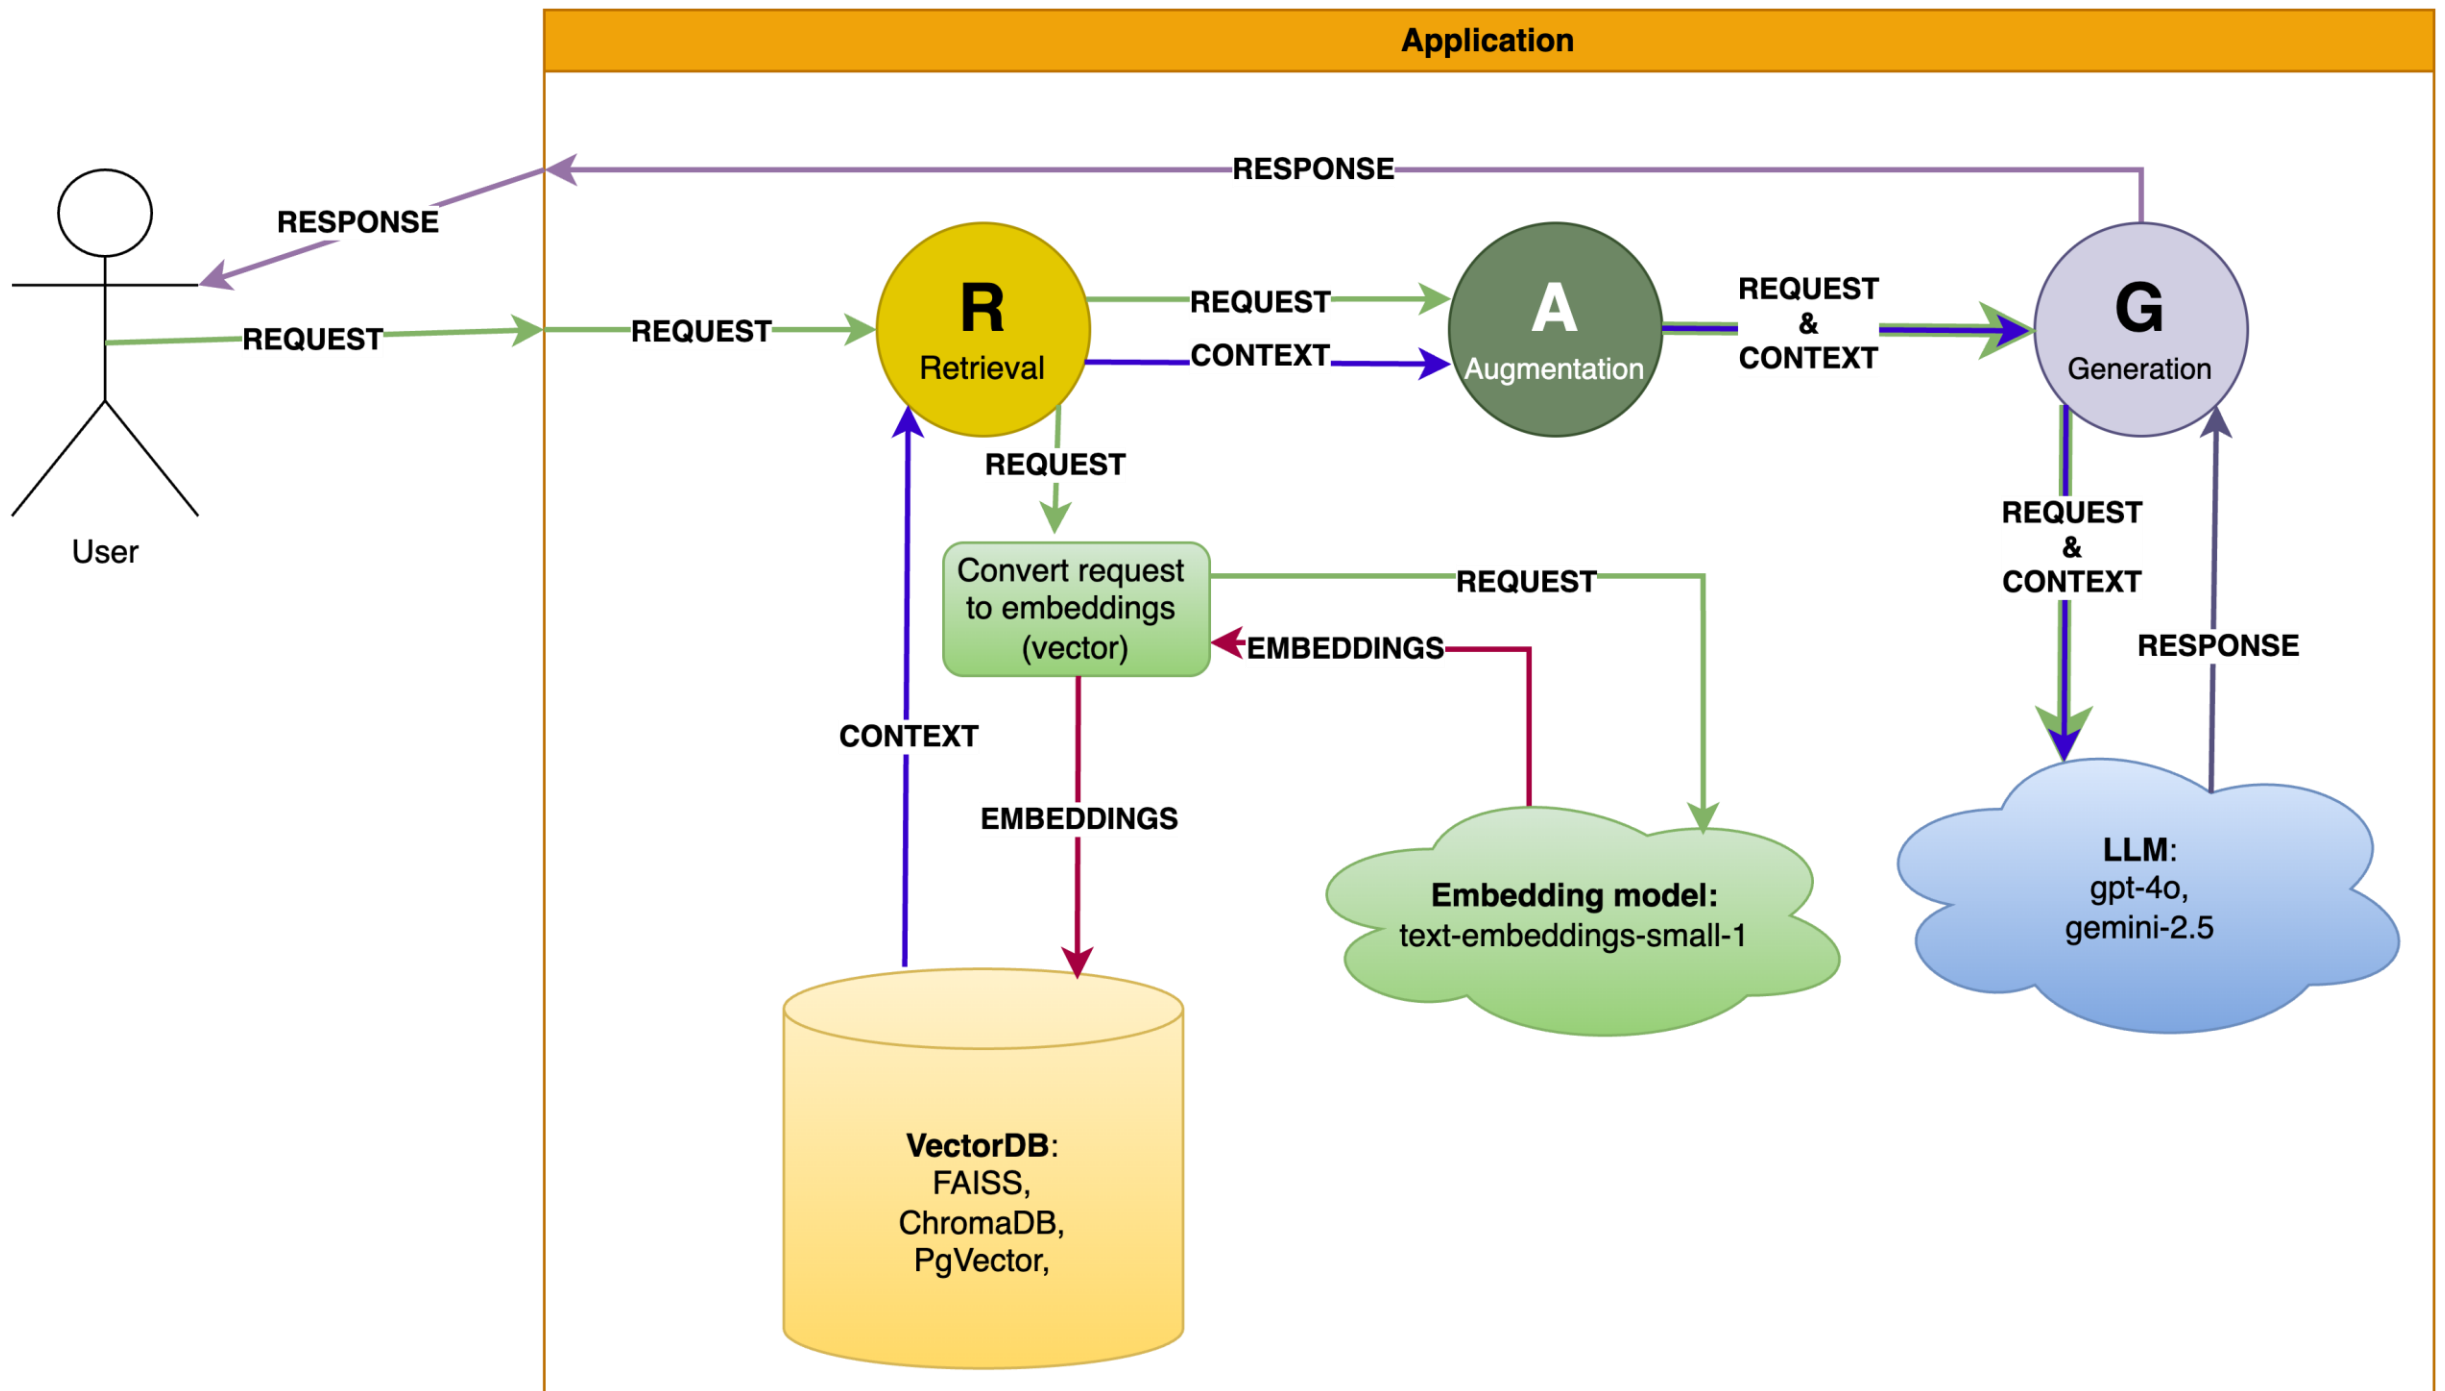 Application
RESPONSE
RESPONSE
REQUEST
REQUEST
R
Retrieval
REQUEST
CONTEXT
A
Augmentation
REQUEST
&
CONTEXT
G
Generation
User
REQUEST
Convert request
to embeddings
(vector)
REQUEST
EMBEDDINGS
REQUEST
&
CONTEXT
RESPONSE
CONTEXT
EMBEDDINGS
Embedding model:
text-embeddings-small-1
LLM:
gpt-4o,
gemini-2.5
VectorDB:
FAISS,
ChromaDB,
PgVector,